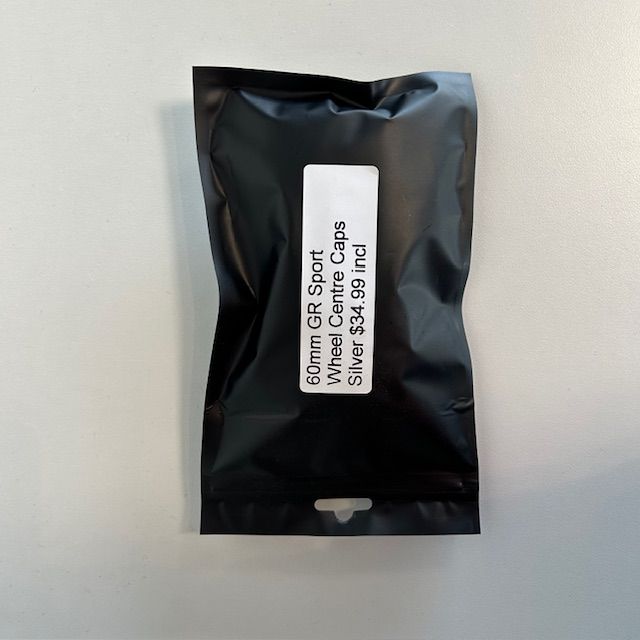 60mm GR Sport
Wheel Centre Caps
Silver $34.99 incl